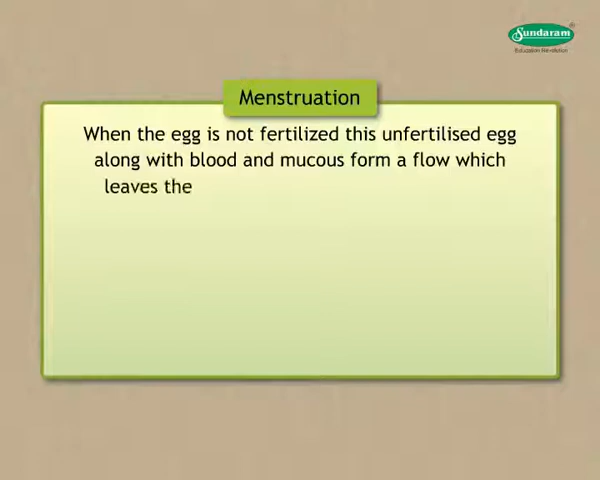 Sundaram
Education Revolution
Menstruation
When the egg is not fertilized this unfertilised egg
along with blood and mucous form a flow which
leaves the